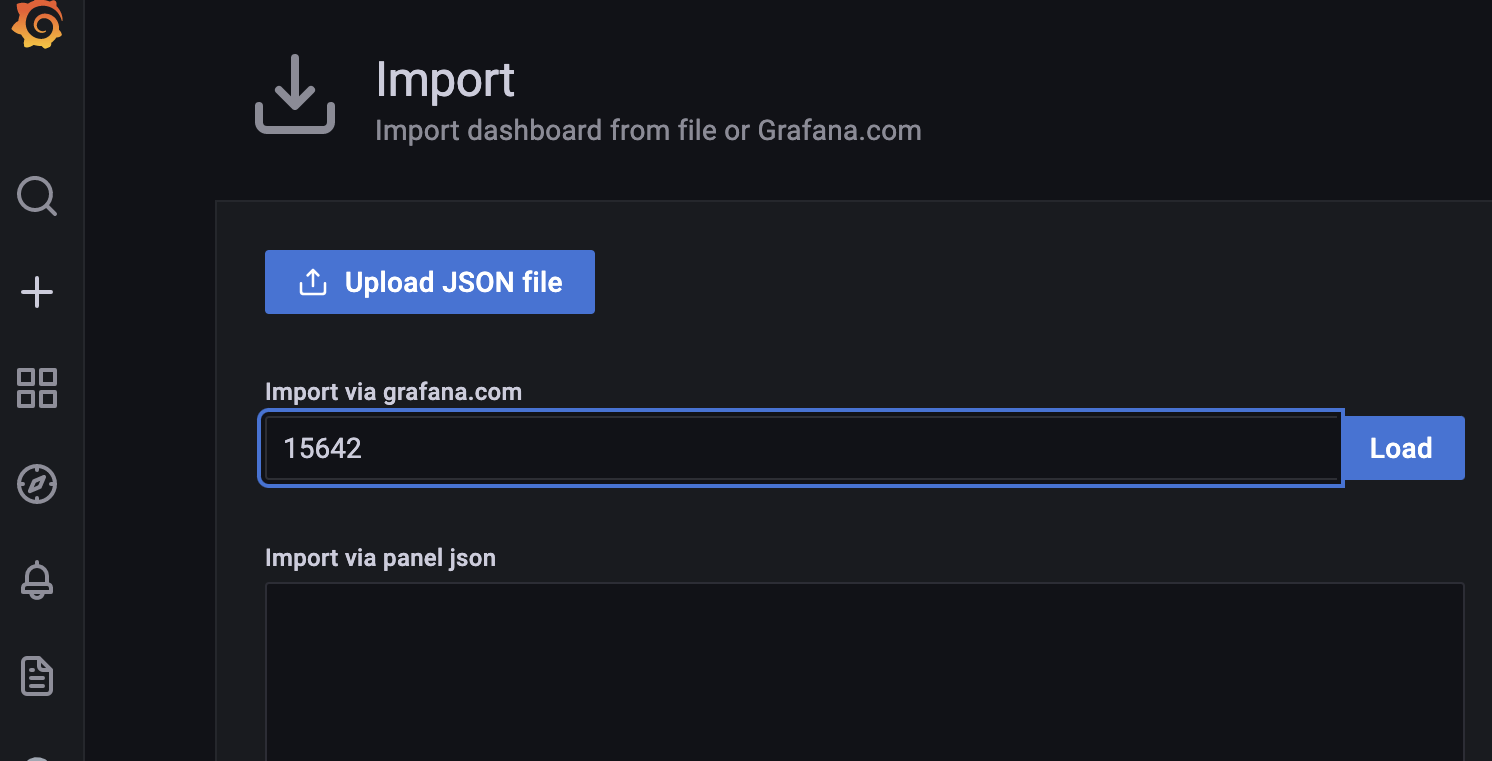 Import
Import dashboard from file or Grafana.com
Upload JSON file
Import via grafana.com
15642
Load
Import via panel json